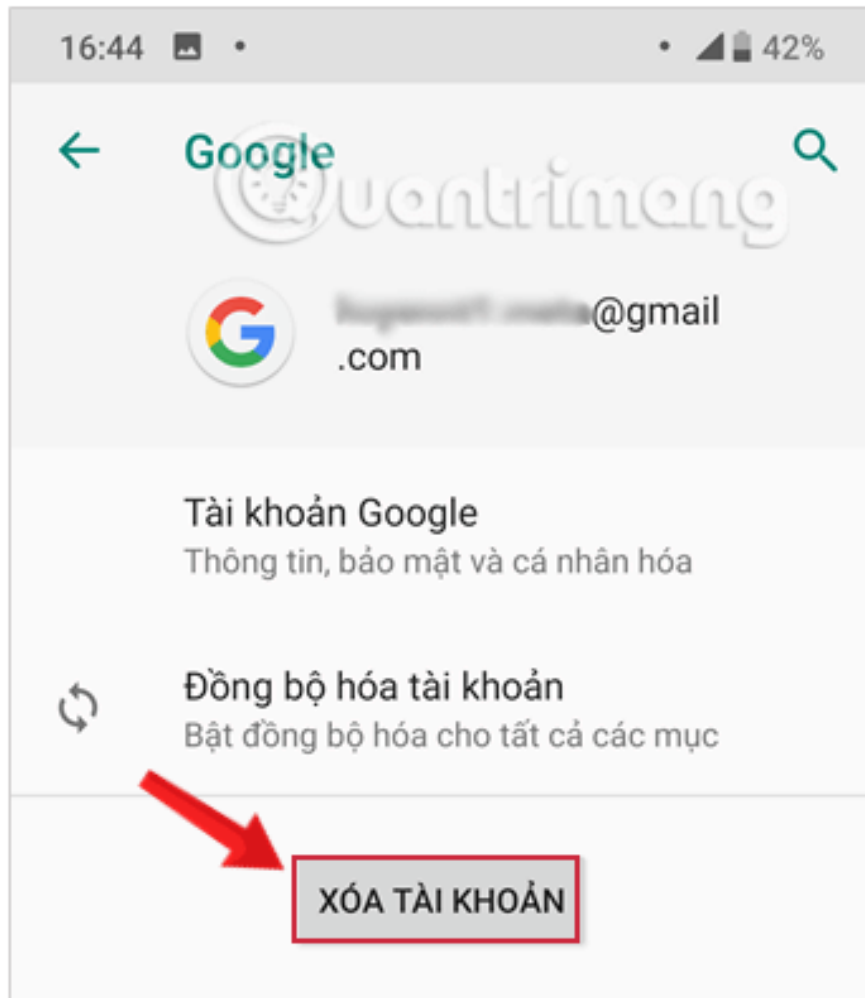 16:44
42%
Google
Quantrimang
@gmail
.com
Tài khoản Google
Thông tin, bảo mật và cá nhân hóa
Đồng bộ hóa tài khoản
Bật đồng bộ hóa cho tất cả các mục
XÓA TÀI KHOẢN